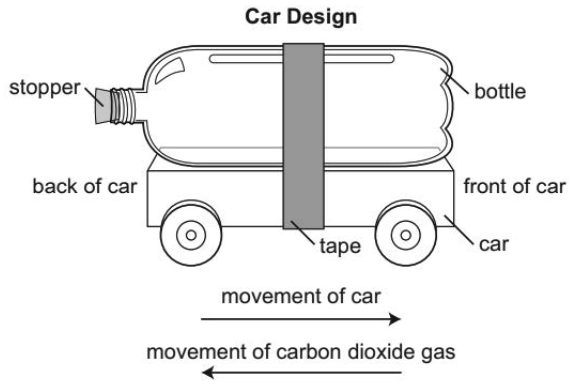 Car Design
stopper
bottle
back of car
front of car
tape
car
movement of car
movement of carbon dioxide gas